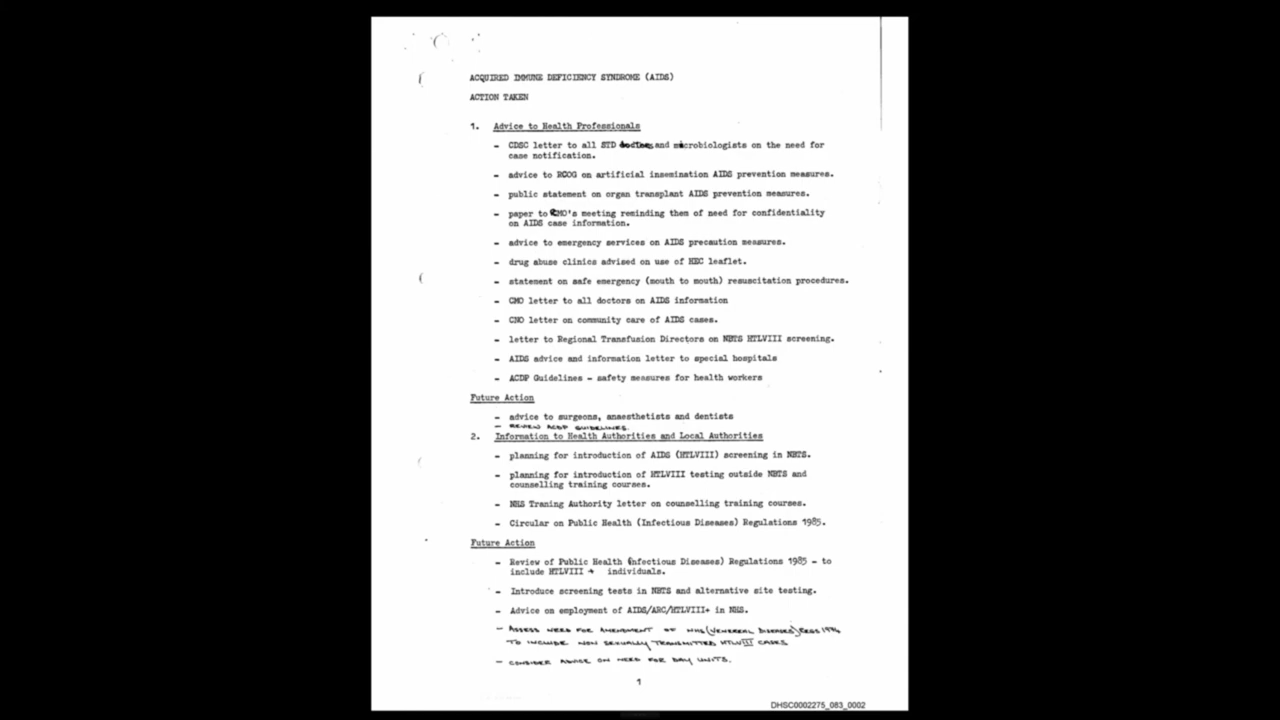 ACQUIRED IMMUNE DEFICIENCY SYNDROME (AIDS)
ACTION TAKEN
1. Advice to Health Professionals
- CDSC letter to all STD and microbiologists on the need for
case notification.
- advice to RCOG on artificial insemination AIDS prevention measures.
- public statement on organ transplant AIDS prevention measures.
- paper to CMO's meeting reminding them of need for confidentiality
on AIDS case information.
- advice to emergency services on AIDS precaution measures.
- drug abuse clinics advised on use of HEC leaflet.
- statement on safe emergency (mouth to mouth) resuscitation procedures.
- CMO letter to all doctors on AIDS information
- CNO letter on community care of AIDS cases.
- letter to Regional Transfusion Directors on NBTS HTLVIII screening.
- AIDS advice and information letter to special hospitals
- ACDP Guidelines - safety measures for health workers
Future Action
- advice to surgeons, anaesthetists and dentists
- REVIEW ACDP GUIDELINES.
2. Information to Health Authorities and Local Authorities
- planning for introduction of AIDS (HTLVIII) screening in NBTS.
- planning for introduction of HTLVIII testing outside NBTS and
counselling training courses.
- NHS Traning Authority letter on counselling training courses.
- Circular on Public Health (Infectious Diseases) Regulations 1985.
Future Action
- Review of Public Health (Infectious Diseases) Regulations 1985 - to
include HTLVIII + individuals.
- Introduce screening tests in NBTS and alternative site testing.
- Advice on employment of AIDS/ARC/HTLVIII+ in NHS.
- ASSESS NEED FOR AMENDMENT OF NHS (VENEREAL DISEASES) REGS 1974
TO INCLUDE NON SEXUALLY TRANSMITTED HTLVIII CASES
- CONSIDER ADVICE ON NEED FOR DAY UNITS.
1
DHSC0002275_083_0002